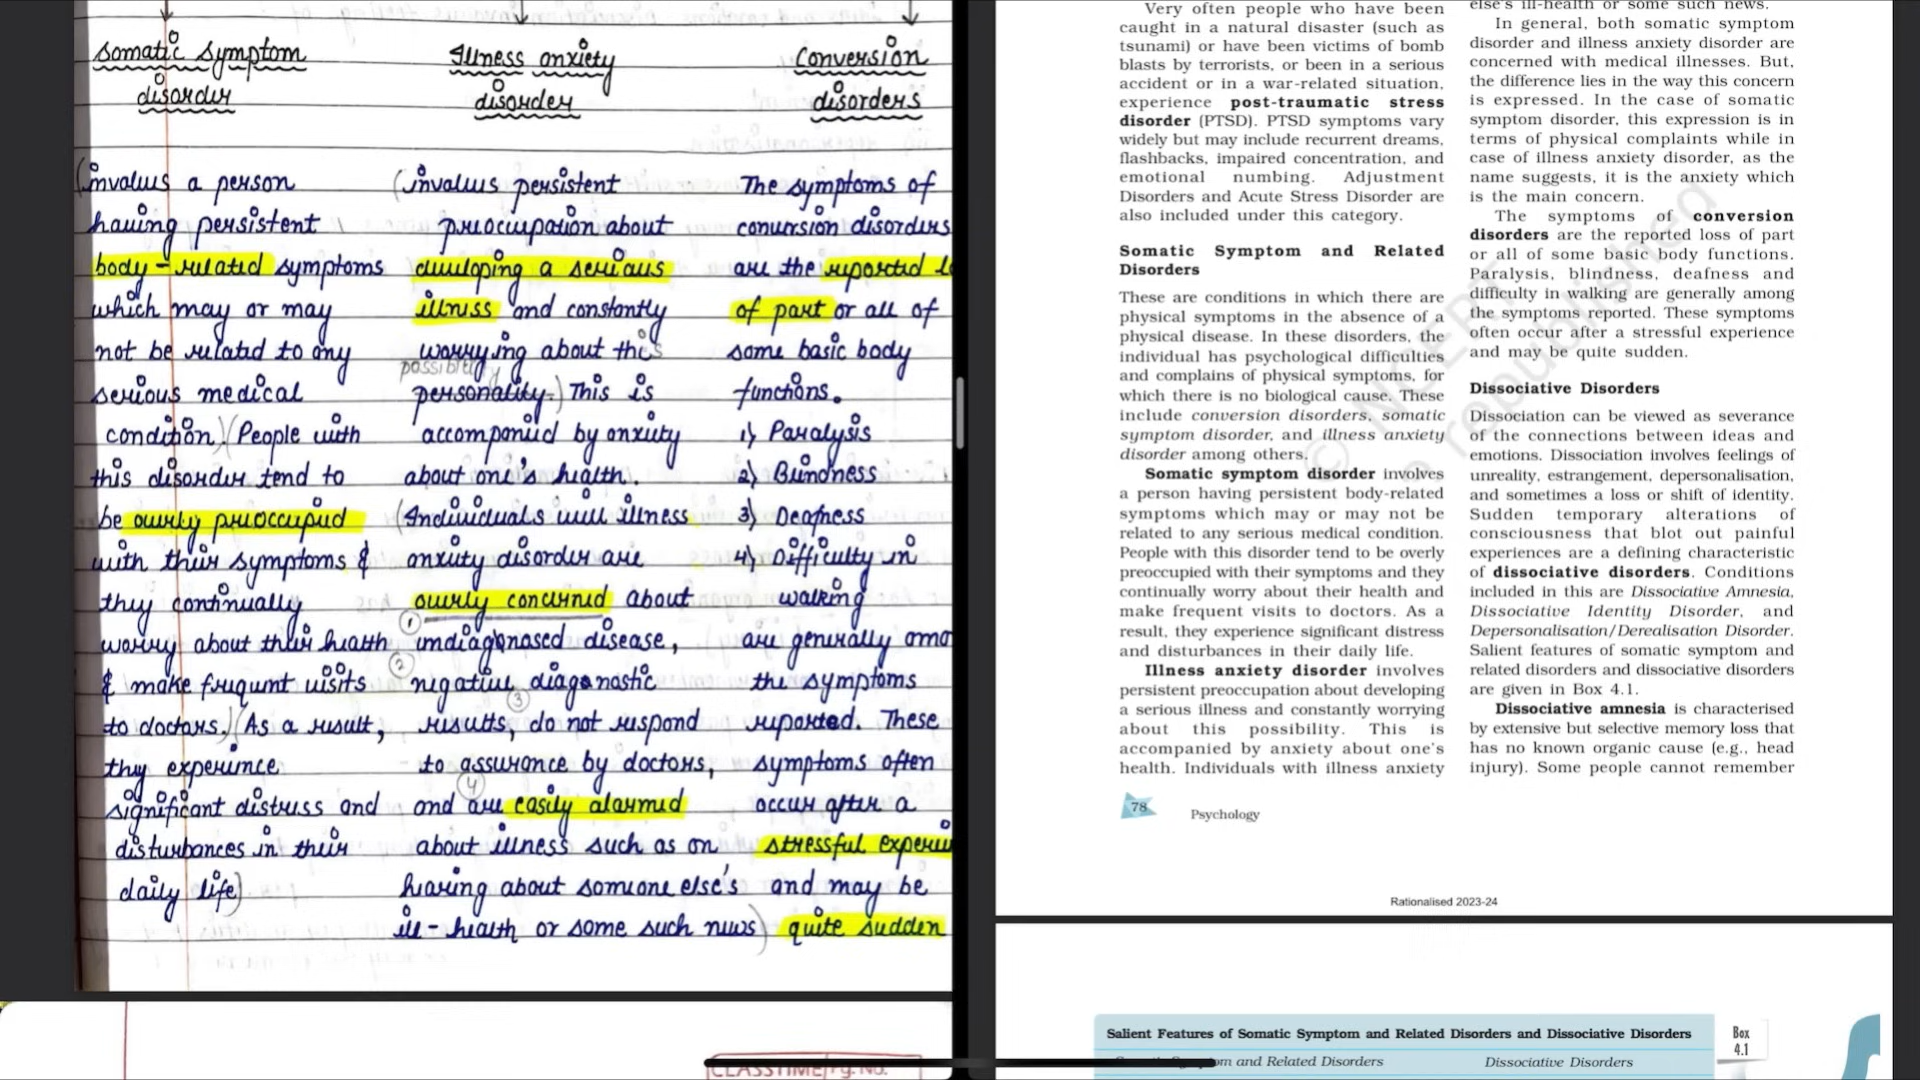 Somatic symptom
disorder
involves a person
having persistent
body-related symptoms
which may or may
not be related to any
serious medical
condition) (People with
this disorder tend to
be overly preoccupied
with their symptoms &
they continually
worry about their health
& make frequent visits
to doctors.) (As a result,
they experience
significant distress and
disturbances in their
daily life)
Illness anxiety
disorder
(involves persistent
preoccupation about
developing a serious
illness and constantly
worrying about this
possibility
personality.) This is
accompanied by anxiety
about one's health.
(Individuals will illness
anxiety disorder are
overly concerned about
① undiagonased disease,
② negative diagonastic
③
results, do not respond
to assurance by doctors,
④
and are easily alarmed
about illness such as on
hearing about someone else's
ill-health or some such news)
Conversion
disorders
The symptoms of
conversion disorders
are the reported lo
of part or all of
some basic body
functions.
1) Paralysis
2) Blindness
3) Deafness
4) Difficulty in
walking
are generally amo
the symptoms
reported. These
symptoms often
occur after a
stressful experie
and may be
quite sudden
CLASSTIME Pg. No.
Very often people who have been
caught in a natural disaster (such as
tsunami) or have been victims of bomb
blasts by terrorists, or been in a serious
accident or in a war-related situation,
experience post-traumatic stress
disorder (PTSD). PTSD symptoms vary
widely but may include recurrent dreams,
flashbacks, impaired concentration, and
emotional numbing. Adjustment
Disorders and Acute Stress Disorder are
also included under this category.
Somatic Symptom and Related
Disorders
These are conditions in which there are
physical symptoms in the absence of a
physical disease. In these disorders, the
individual has psychological difficulties
and complains of physical symptoms, for
which there is no biological cause. These
include conversion disorders, somatic
symptom disorder, and illness anxiety
disorder among others.
Somatic symptom disorder involves
a person having persistent body-related
symptoms which may or may not be
related to any serious medical condition.
People with this disorder tend to be overly
preoccupied with their symptoms and they
continually worry about their health and
make frequent visits to doctors. As a
result, they experience significant distress
and disturbances in their daily life.
Illness anxiety disorder involves
persistent preoccupation about developing
a serious illness and constantly worrying
about this possibility. This is
accompanied by anxiety about one's
health. Individuals with illness anxiety
else's ill-health or some such news.
In general, both somatic symptom
disorder and illness anxiety disorder are
concerned with medical illnesses. But,
the difference lies in the way this concern
is expressed. In the case of somatic
symptom disorder, this expression is in
terms of physical complaints while in
case of illness anxiety disorder, as the
name suggests, it is the anxiety which
is the main concern.
The symptoms of conversion
disorders are the reported loss of part
or all of some basic body functions.
Paralysis, blindness, deafness and
difficulty in walking are generally among
the symptoms reported. These symptoms
often occur after a stressful experience
and may be quite sudden.
Dissociative Disorders
Dissociation can be viewed as severance
of the connections between ideas and
emotions. Dissociation involves feelings of
unreality, estrangement, depersonalisation,
and sometimes a loss or shift of identity.
Sudden temporary alterations of
consciousness that blot out painful
experiences are a defining characteristic
of dissociative disorders. Conditions
included in this are Dissociative Amnesia,
Dissociative Identity Disorder, and
Depersonalisation/Derealisation Disorder.
Salient features of somatic symptom and
related disorders and dissociative disorders
are given in Box 4.1.
Dissociative amnesia is characterised
by extensive but selective memory loss that
has no known organic cause (e.g., head
injury). Some people cannot remember
© NCERT
republished
78
Psychology
Rationalised 2023-24
Salient Features of Somatic Symptom and Related Disorders and Dissociative Disorders
Box
4.1
and Related Disorders
Dissociative Disorders